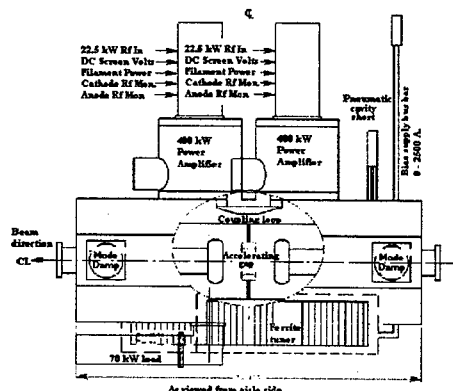 22.5 kW Rf In
DC Screen Volts
Filament Power
Cathode Rf Mon.
Anode Rf Mon
22.5 kW Rf In
DC Screen Volts
Filament Power
Cathode Rf Mon.
Anode Rf Mon
400 kW
Power
Amplifier
400 kW
Power
Amplifier
Pneumatic
cavity
short
Bias supply bus bar
0 - 2500 A.
Coupling loop
Beam
direction
CL
Mode
Damp
Accelerating
gap
Mode
Damp
Ferrite
tuner
70 kW load
As viewed from aisle side